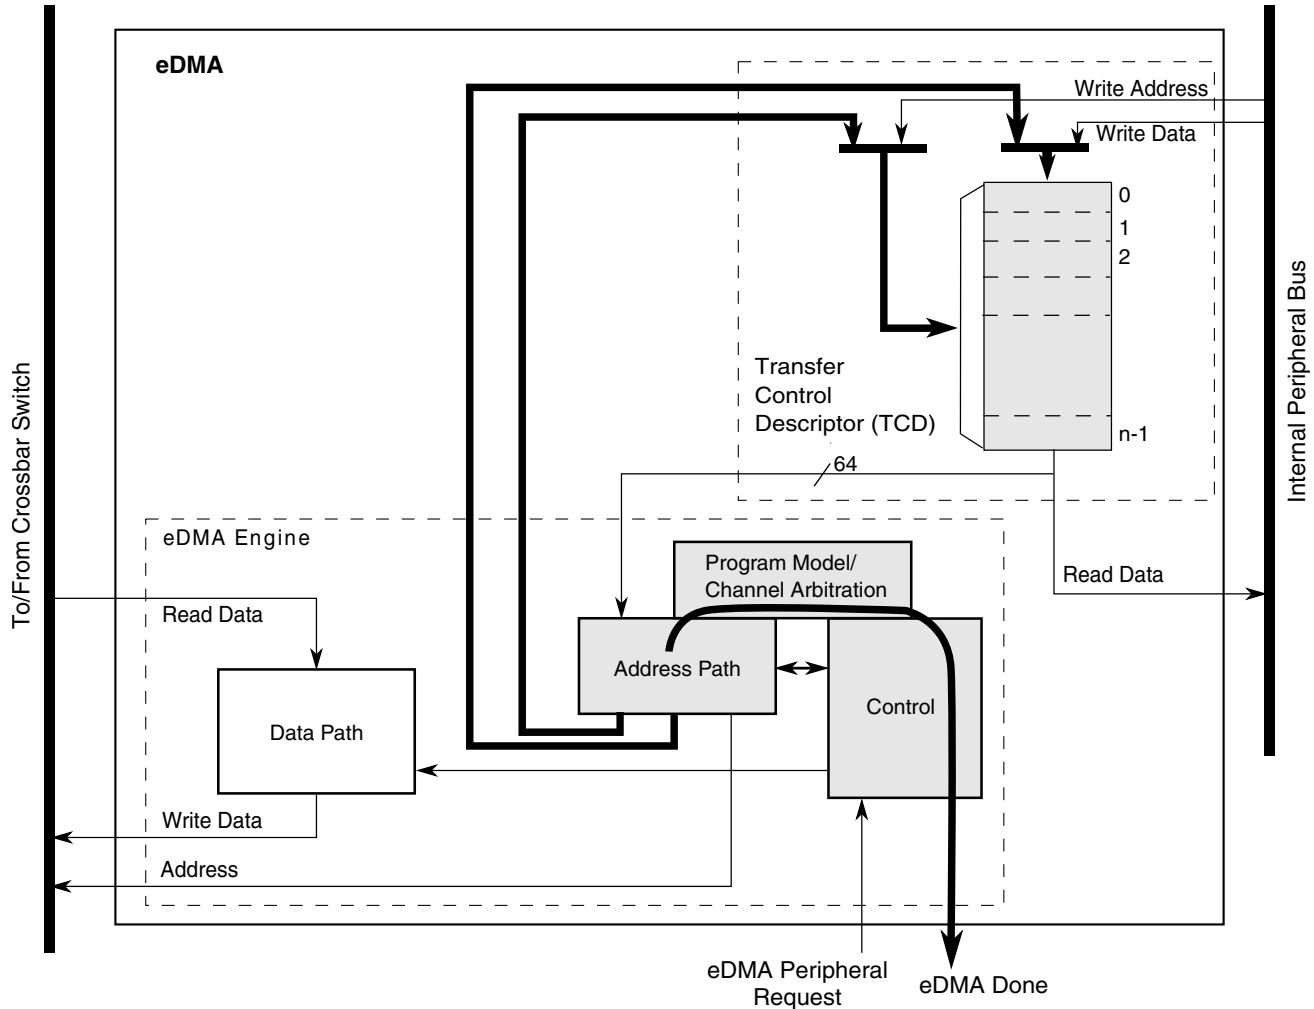 eDMA
Write Address
Write Data
0
1
2
n-1
Transfer
Control
Descriptor (TCD)
64
To/From Crossbar Switch
Internal Peripheral Bus
eDMA Engine
Program Model/
Channel Arbitration
Read Data
Read Data
Address Path
Control
Data Path
Write Data
Address
eDMA Peripheral
Request
eDMA Done